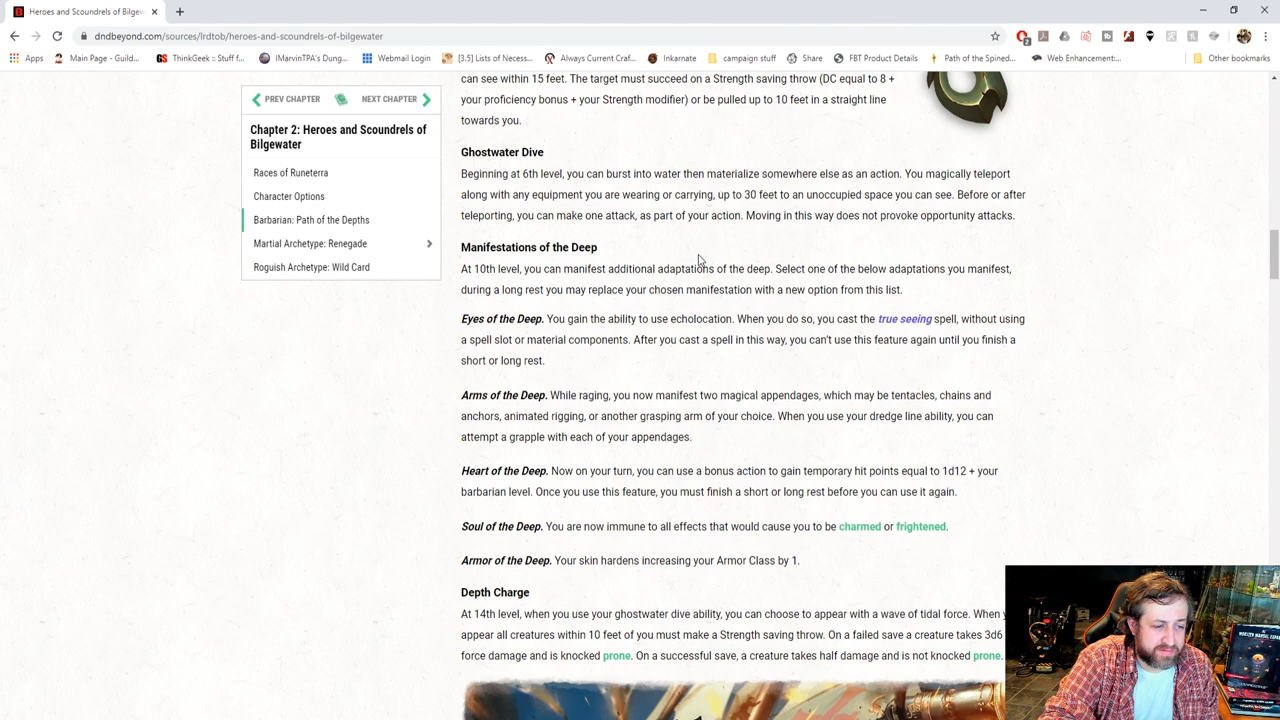 Heroes and Scoundrels of Bilgew
dndbeyond.com/sources/lrdtob/heroes-and-scoundrels-of-bilgewater
Apps Main Page - Guild... ThinkGeek :: Stuff f... IMarvinTPA's Dung... Webmail Login [3.5] Lists of Necess... Always Current Craf... Inkarnate campaign stuff Share FBT Product Details Path of the Spined... Web Enhancement:... Other bookmarks
PREV CHAPTER NEXT CHAPTER
Chapter 2: Heroes and Scoundrels of
Bilgewater
Races of Runeterra
Character Options
Barbarian: Path of the Depths
Martial Archetype: Renegade
Roguish Archetype: Wild Card
can see within 15 feet. The target must succeed on a Strength saving throw (DC equal to 8 +
your proficiency bonus + your Strength modifier) or be pulled up to 10 feet in a straight line
towards you.
Ghostwater Dive
Beginning at 6th level, you can burst into water then materialize somewhere else as an action. You magically teleport
along with any equipment you are wearing or carrying, up to 30 feet to an unoccupied space you can see. Before or after
teleporting, you can make one attack, as part of your action. Moving in this way does not provoke opportunity attacks.
Manifestations of the Deep
At 10th level, you can manifest additional adaptations of the deep. Select one of the below adaptations you manifest,
during a long rest you may replace your chosen manifestation with a new option from this list.
Eyes of the Deep. You gain the ability to use echolocation. When you do so, you cast the true seeing spell, without using
a spell slot or material components. After you cast a spell in this way, you can't use this feature again until you finish a
short or long rest.
Arms of the Deep. While raging, you now manifest two magical appendages, which may be tentacles, chains and
anchors, animated rigging, or another grasping arm of your choice. When you use your dredge line ability, you can
attempt a grapple with each of your appendages.
Heart of the Deep. Now on your turn, you can use a bonus action to gain temporary hit points equal to 1d12 + your
barbarian level. Once you use this feature, you must finish a short or long rest before you can use it again.
Soul of the Deep. You are now immune to all effects that would cause you to be charmed or frightened.
Armor of the Deep. Your skin hardens increasing your Armor Class by 1.
Depth Charge
At 14th level, when you use your ghostwater dive ability, you can choose to appear with a wave of tidal force. When
appear all creatures within 10 feet of you must make a Strength saving throw. On a failed save a creature takes 3d6
force damage and is knocked prone. On a successful save, a creature takes half damage and is not knocked prone.